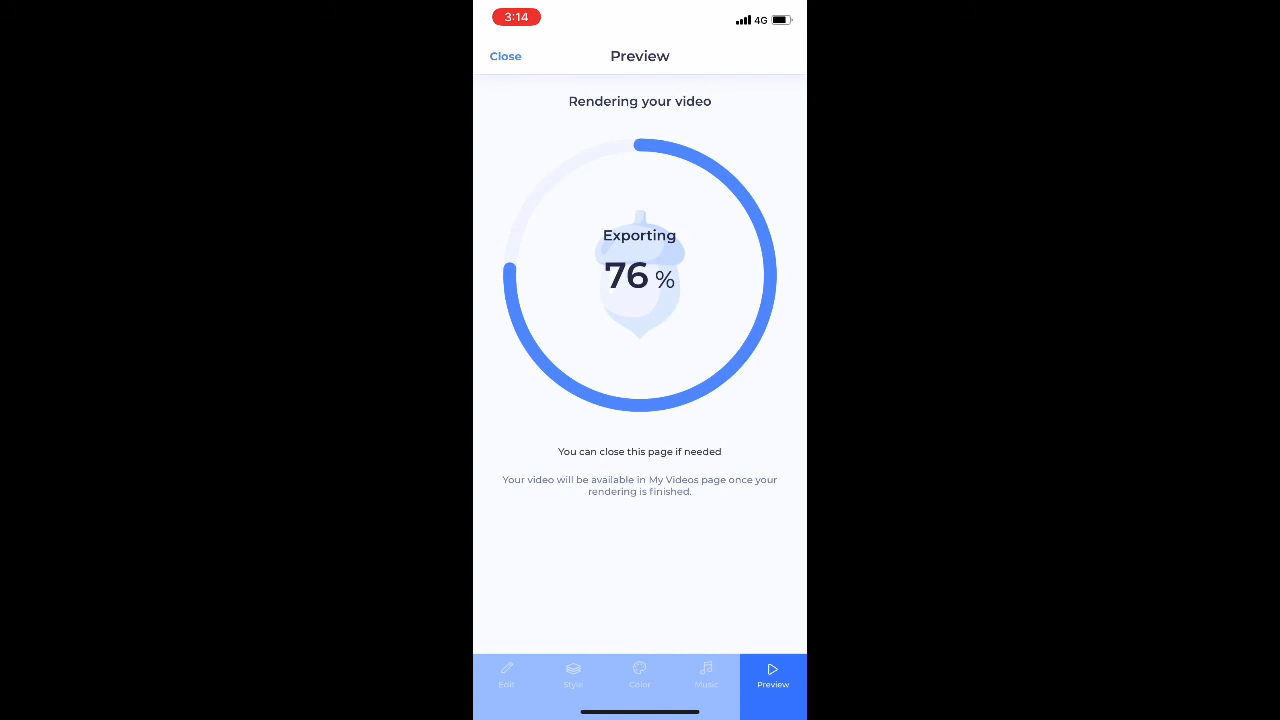 3:14
4G
Close
Preview
Rendering your video
Exporting
76 %
You can close this page if needed
Your video will be available in My Videos page once your
rendering is finished.
Edit
Style
Color
Music
Preview